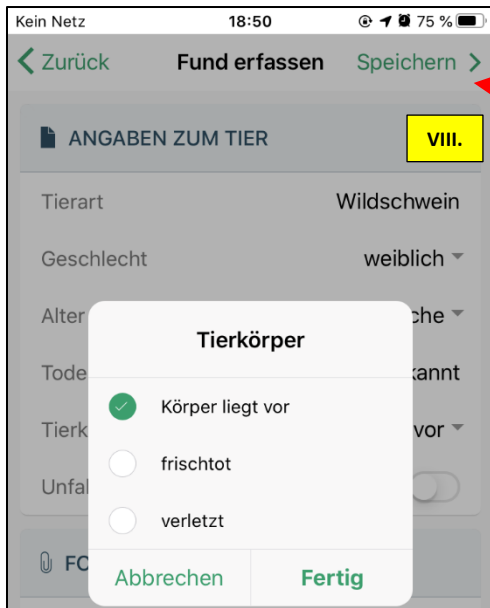 Kein Netz 18:50 75 %
Zurück Fund erfassen Speichern
ANGABEN ZUM TIER VIII.
Tierart Wildschwein
Geschlecht weiblich
Alter che
Tierkörper
Tode kannt
Körper liegt vor
Tierk vor
frischtot
Unfal
verletzt
FO
Abbrechen Fertig